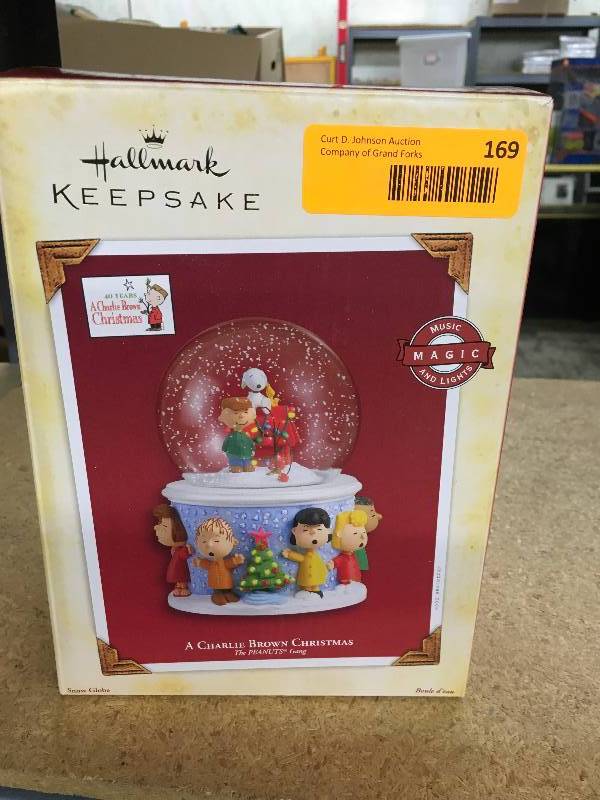 Hallmark
KEEPSAKE
Curt D. Johnson Auction
Company of Grand Forks
169
40 YEARS
A Charlie Brown
Christmas
MUSIC
MAGIC
AND LIGHTS
A CHARLIE BROWN CHRISTMAS
The PEANUTS® Gang
Snow Globe
Boule d'eau